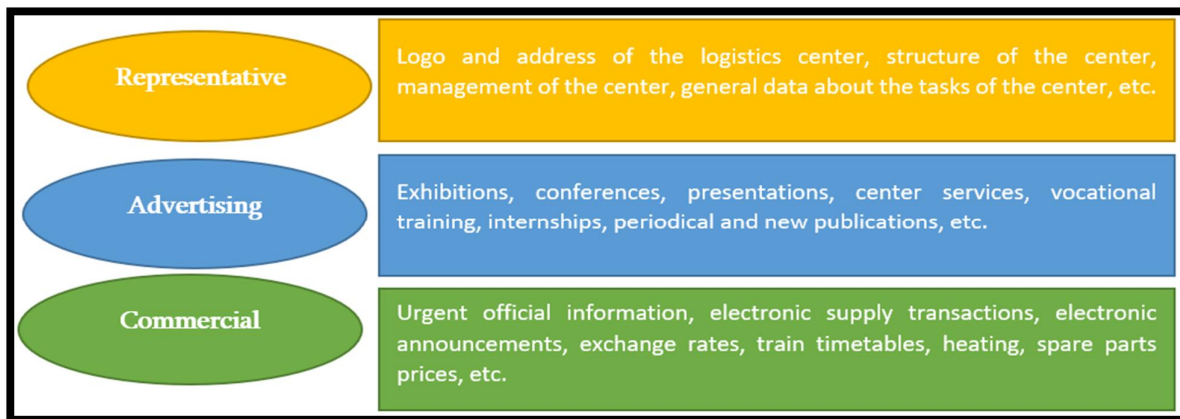 Representative
Logo and address of the logistics center, structure of the center,
management of the center, general data about the tasks of the center, etc.
Advertising
Exhibitions, conferences, presentations, center services, vocational
training, internships, periodical and new publications, etc.
Commercial
Urgent official information, electronic supply transactions, electronic
announcements, exchange rates, train timetables, heating, spare parts
prices, etc.